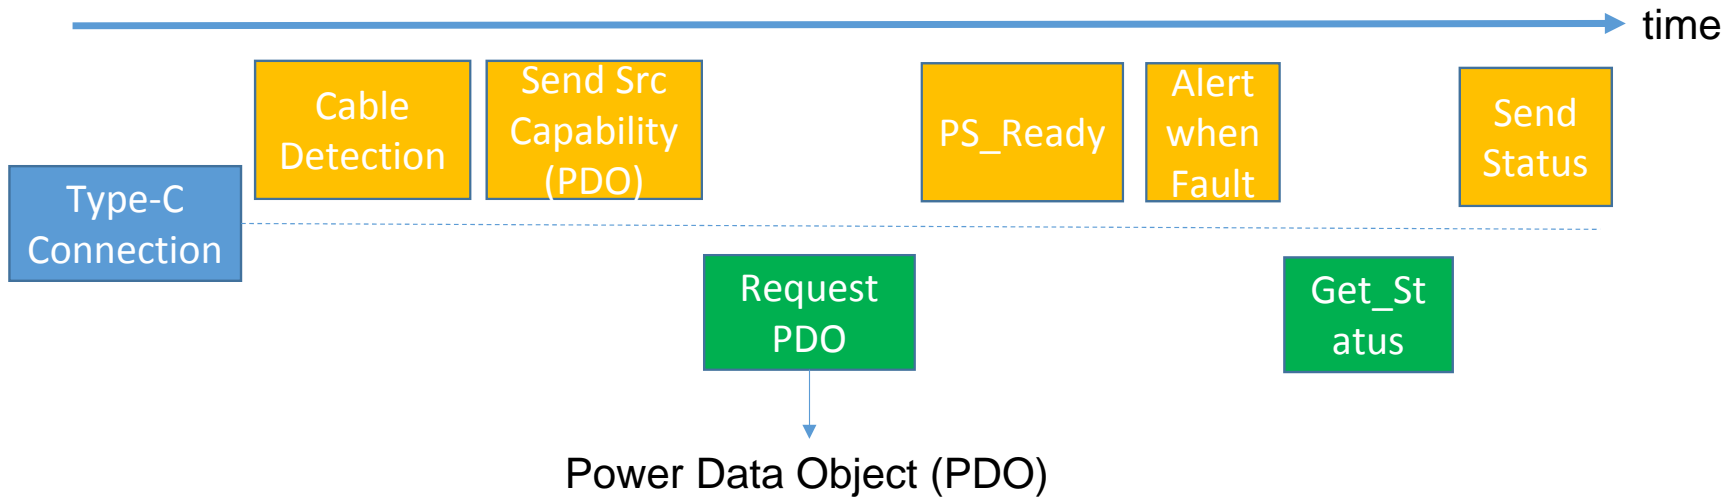 time
Type-C
Connection
Cable
Detection
Send Src
Capability
(PDO)
Request
PDO
PS_Ready
Alert
when
Fault
Get_St
atus
Send
Status
Power Data Object (PDO)